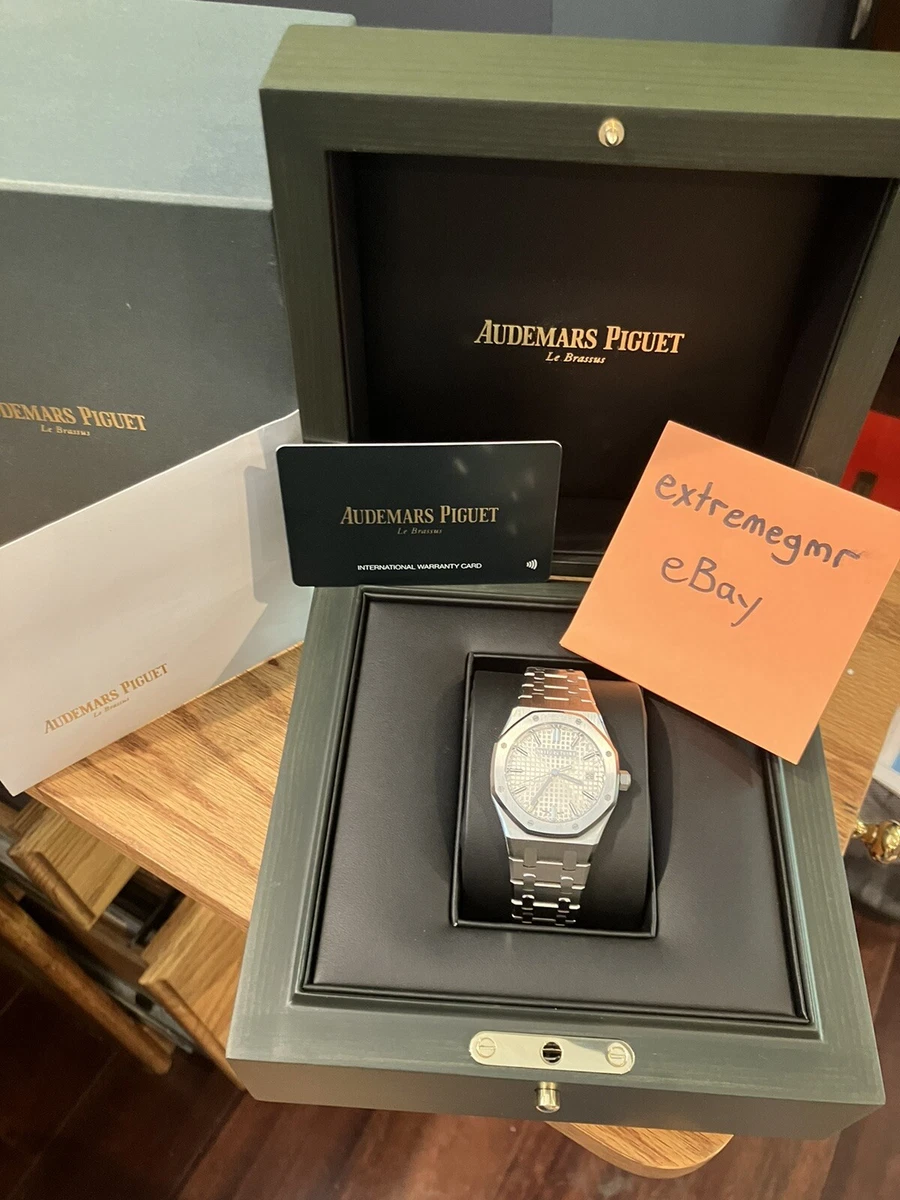 AUDEMARS PIGUET
Le Brassus
DEMARS PIGUET
Le Brassus
AUDEMARS PIGUET
Le Brassus
INTERNATIONAL WARRANTY CARD
extremegmr
eBay
AUDEMARS PIGUET
Le Brassus